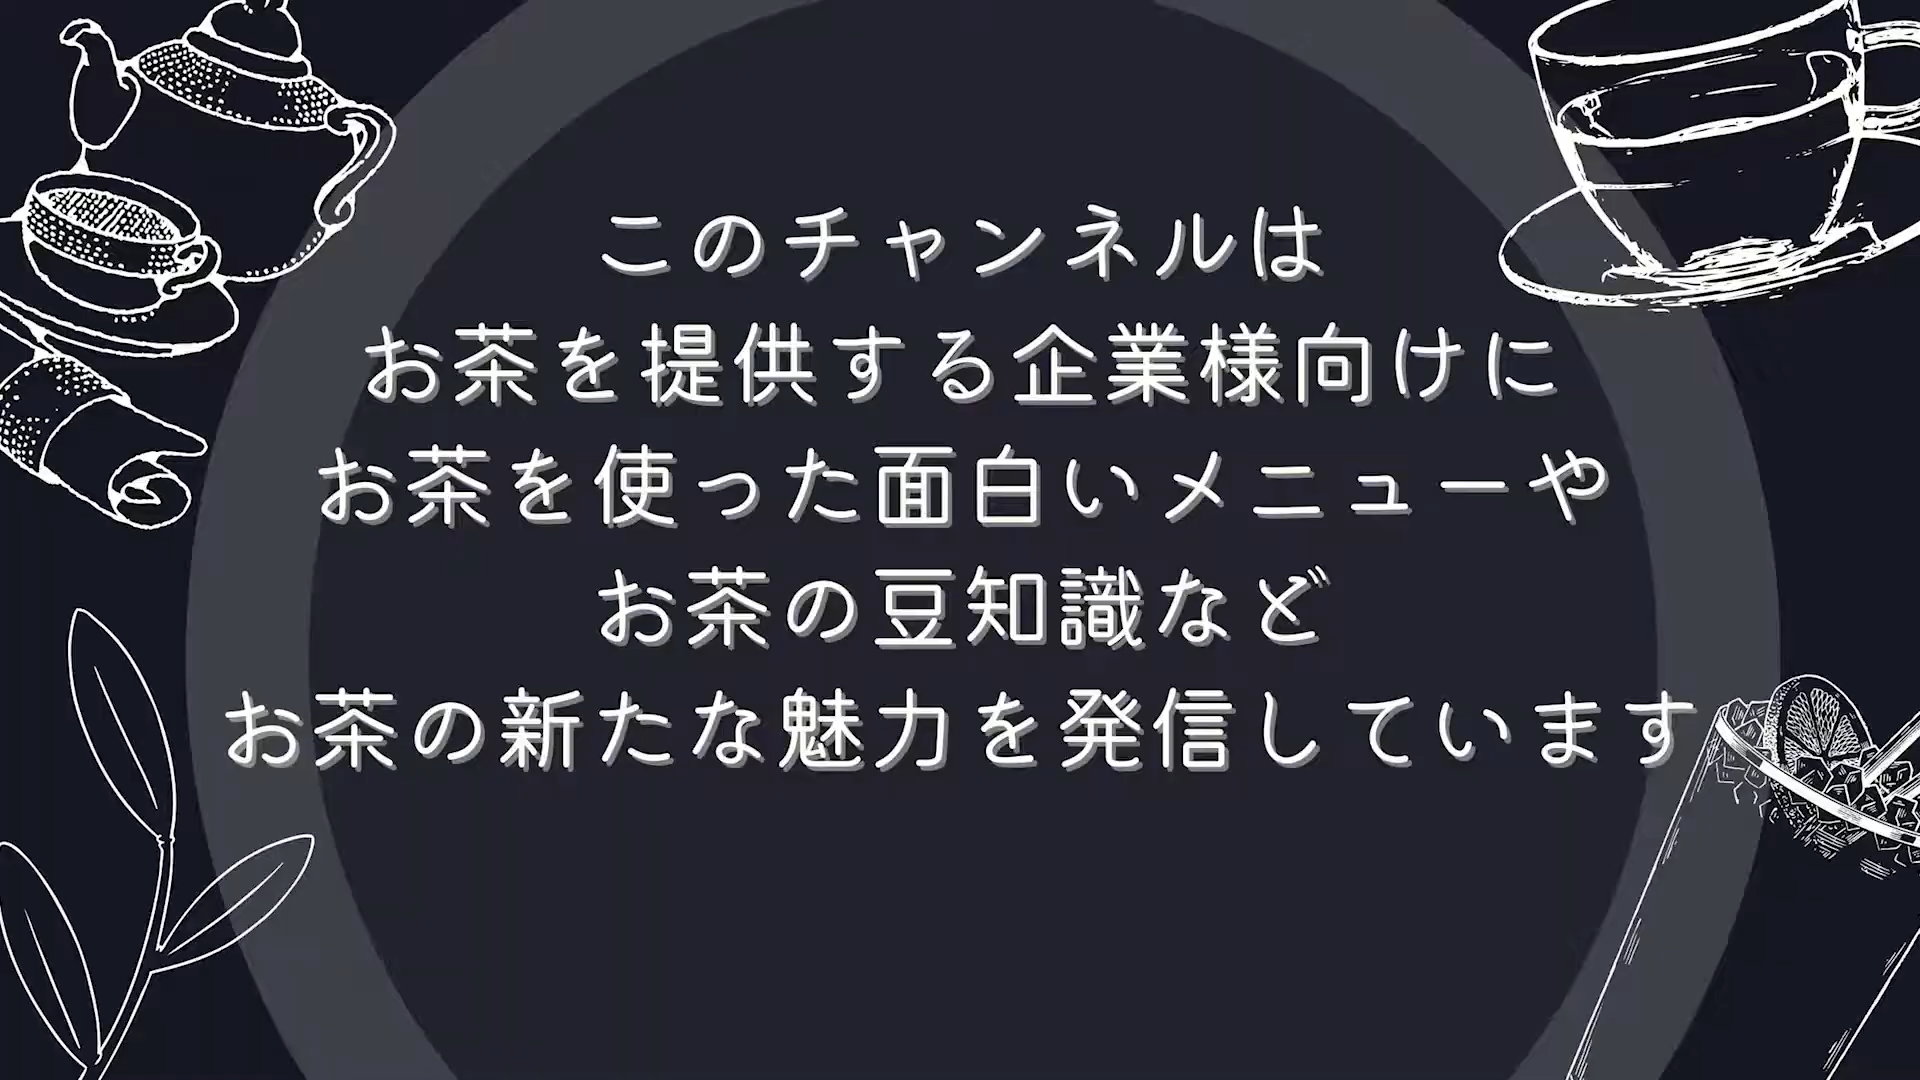 このチャンネルは
お茶を提供する企業様向けに
お茶を使った面白いメニューや
お茶の豆知識など
お茶の新たな魅力を発信しています